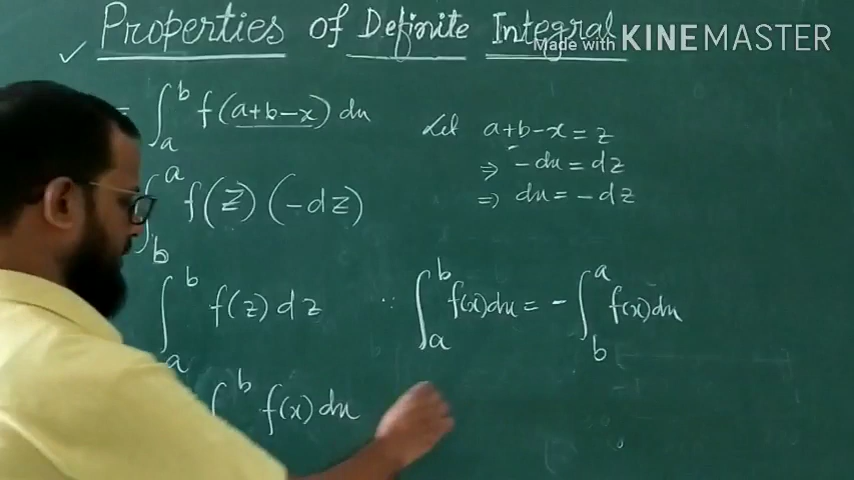 ✓ Properties of Definite Integral
Made with KINEMASTER
= ∫_a^b f(a+b-x) dx
Let a+b-x = z
⇒ -dx = dz
⇒ dx = -dz
∫_b^a f(z) (-dz)
∫_a^b f(z) dz
∵ ∫_a^b f(x) dx = - ∫_b^a f(x) dx
∫^b f(x) dx